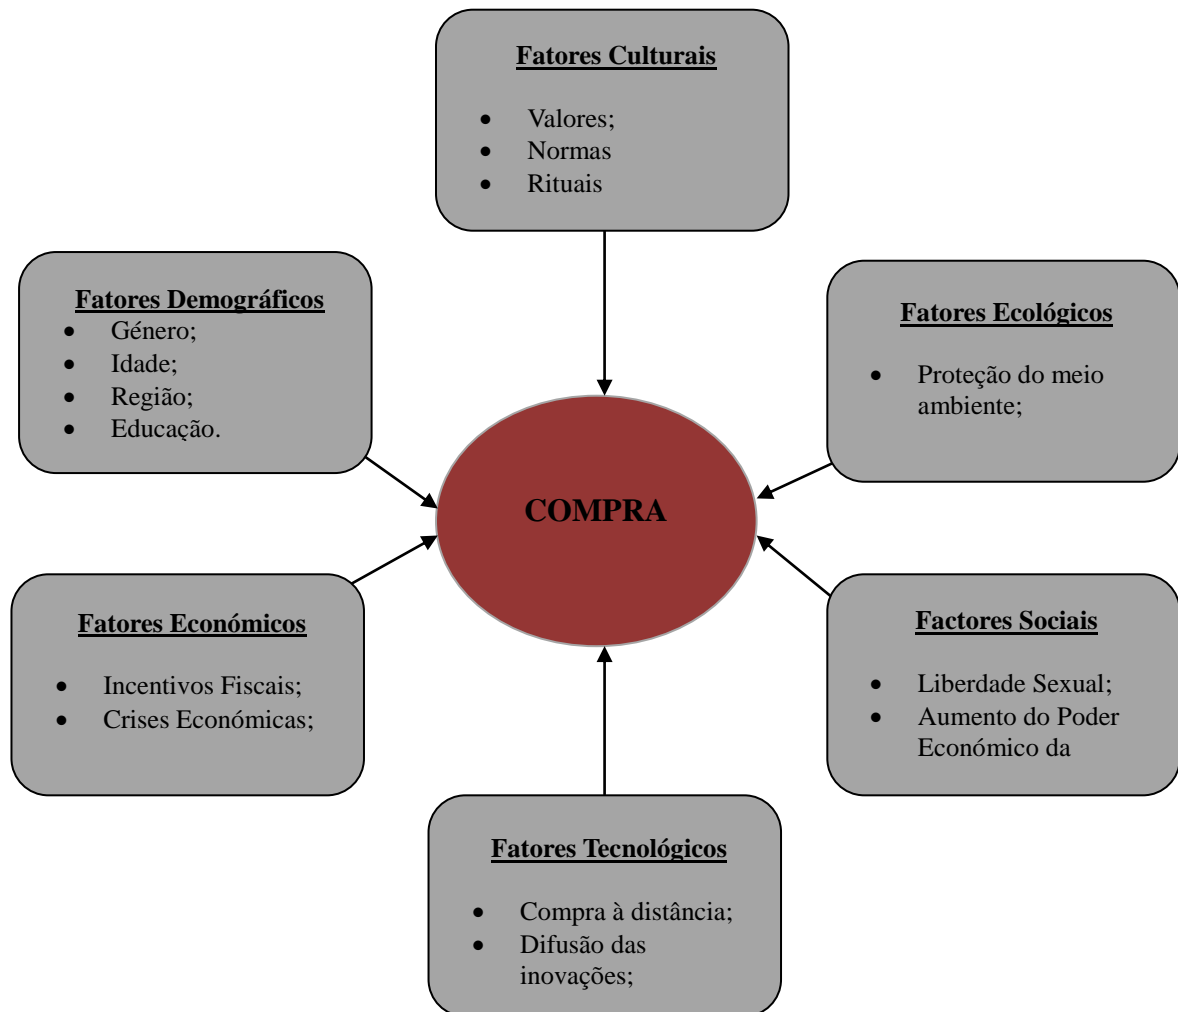 Fatores Culturais
• Valores;
• Normas
• Rituais
Fatores Demográficos
• Género;
• Idade;
• Região;
• Educação.
Fatores Ecológicos
• Proteção do meio
ambiente;
COMPRA
Fatores Económicos
• Incentivos Fiscais;
• Crises Económicas;
Factores Sociais
• Liberdade Sexual;
• Aumento do Poder
Económico da
Fatores Tecnológicos
• Compra à distância;
• Difusão das
inovações;